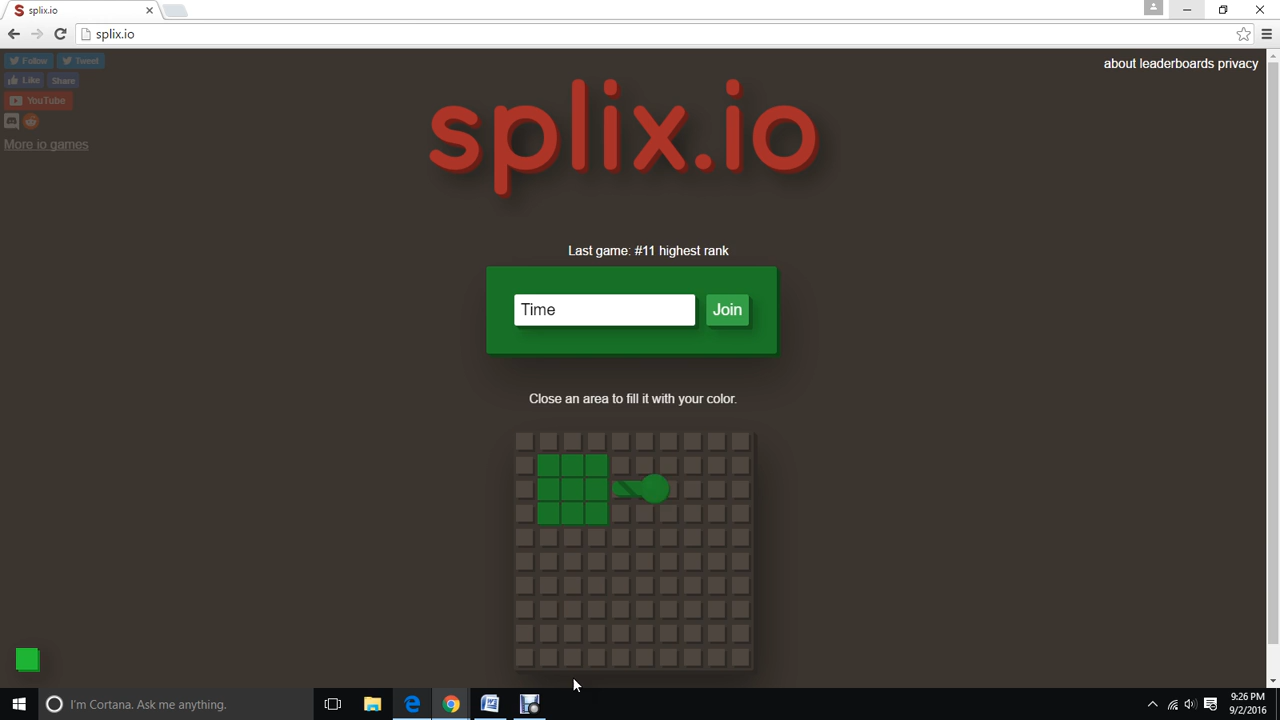 splix.io
splix.io
Follow
Tweet
about leaderboards privacy
Like
Share
YouTube
More io games
splix.io
Last game: #11 highest rank
Time
Join
Close an area to fill it with your color.
I'm Cortana. Ask me anything.
9:26 PM
9/2/2016